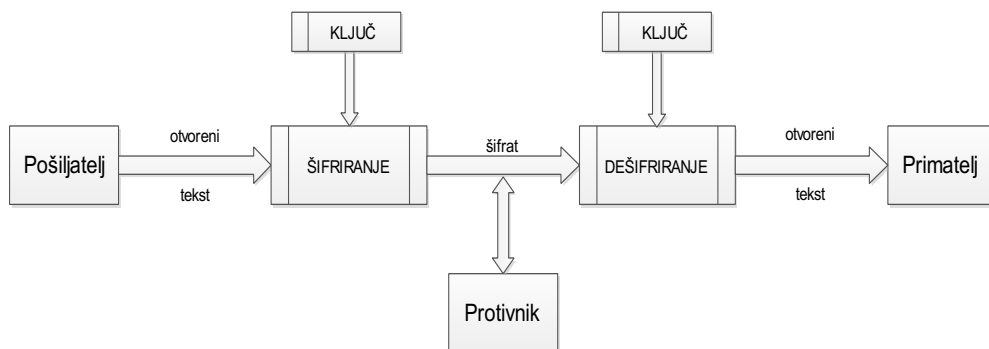 KLJUČ
KLJUČ
Pošiljatelj
otvoreni
tekst
ŠIFRIRANJE
šifrat
DEŠIFRIRANJE
otvoreni
tekst
Primatelj
Protivnik